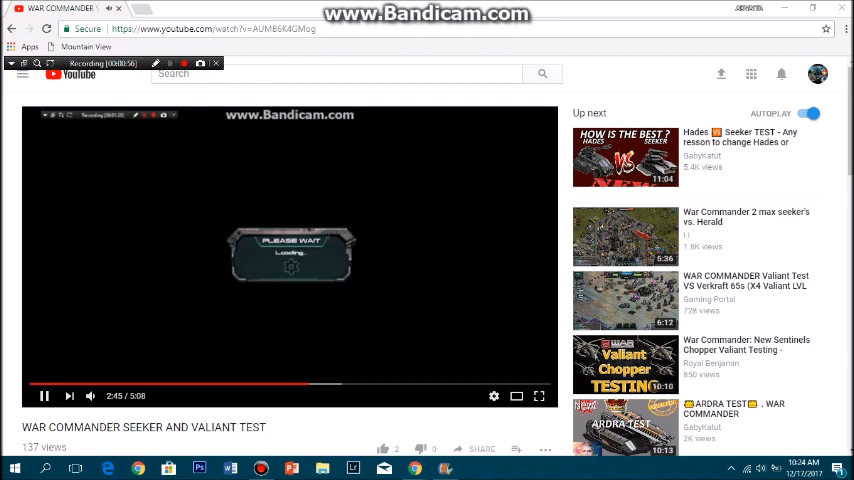 www.Bandicam.com
WAR COMMANDER S
Secure https://www.youtube.com/watch?v=AUMB6K4GMog
Apps Mountain View
Recording [00:00:56]
YouTube
Search
www.Bandicam.com
PLEASE WAIT
Loading...
2:45 / 5:08
WAR COMMANDER SEEKER AND VALIANT TEST
137 views
2 0 SHARE
Up next AUTOPLAY
HOW IS THE BEST ?
HADES VS SEEKER
11:04
Hades VS Seeker TEST - Any
resson to change Hades or
GabyKatut
5.4K views
5:36
War Commander 2 max seeker's
vs. Herald
I I
1.8K views
6:12
WAR COMMANDER Valiant Test
VS Verkraft 65s (X4 Valiant LVL
Gaming Portal
728 views
Valiant
Chopper
TESTING
10:10
War Commander: New Sentinels
Chopper Valiant Testing -
Royal Benjamin
850 views
ARDRA TEST
10:13
ARDRA TEST . WAR
COMMANDER
GabyKatut
2K views
10:24 AM
12/17/2017